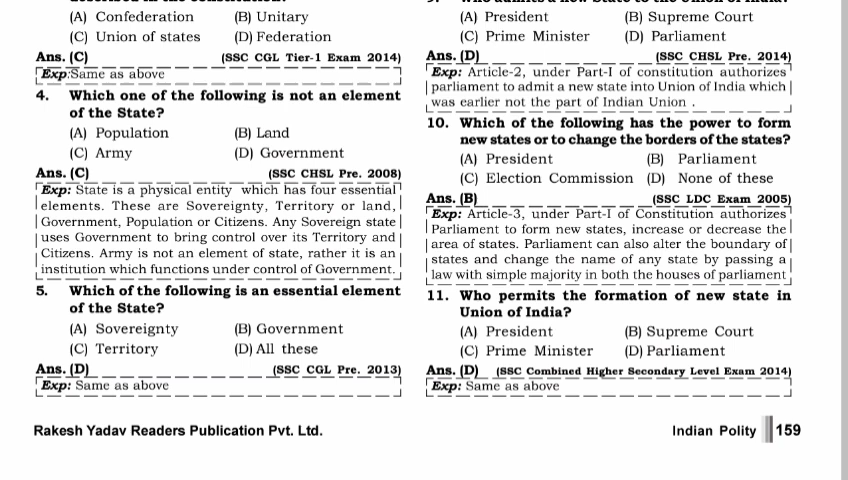 (A) Confederation (B) Unitary
(C) Union of states (D) Federation
Ans. (C) (SSC CGL Tier-1 Exam 2014)
Exp:Same as above
4. Which one of the following is not an element
of the State?
(A) Population (B) Land
(C) Army (D) Government
Ans. (C) (SSC CHSL Pre. 2008)
Exp: State is a physical entity which has four essential
elements. These are Sovereignty, Territory or land,
Government, Population or Citizens. Any Sovereign state
uses Government to bring control over its Territory and
Citizens. Army is not an element of state, rather it is an
institution which functions under control of Government.
5. Which of the following is an essential element
of the State?
(A) Sovereignty (B) Government
(C) Territory (D) All these
Ans. (D) (SSC CGL Pre. 2013)
Exp: Same as above
(A) President (B) Supreme Court
(C) Prime Minister (D) Parliament
Ans. (D) (SSC CHSL Pre. 2014)
Exp: Article-2, under Part-I of constitution authorizes
parliament to admit a new state into Union of India which
was earlier not the part of Indian Union .
10. Which of the following has the power to form
new states or to change the borders of the states?
(A) President (B) Parliament
(C) Election Commission (D) None of these
Ans. (B) (SSC LDC Exam 2005)
Exp: Article-3, under Part-I of Constitution authorizes
Parliament to form new states, increase or decrease the
area of states. Parliament can also alter the boundary of
states and change the name of any state by passing a
law with simple majority in both the houses of parliament
11. Who permits the formation of new state in
Union of India?
(A) President (B) Supreme Court
(C) Prime Minister (D) Parliament
Ans. (D) (SSC Combined Higher Secondary Level Exam 2014)
Exp: Same as above
Rakesh Yadav Readers Publication Pvt. Ltd. Indian Polity 159